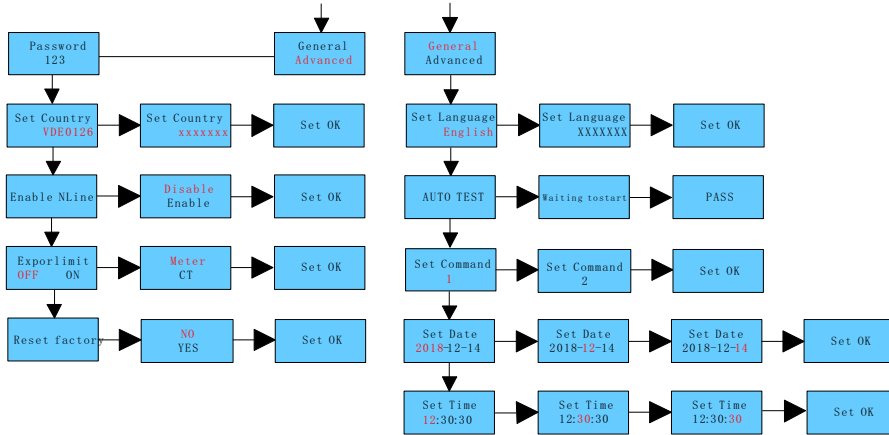 Password
123
General
Advanced
Set Country
VDE0126
Set Country
xxxxxxx
Set OK
Enable NLine
Disable
Enable
Set OK
Exporlimit
OFF ON
Meter
CT
Set OK
Reset factory
NO
YES
Set OK
General
Advanced
Set Language
English
Set Language
XXXXXXX
Set OK
AUTO TEST
Waiting tostart
PASS
Set Command
1
Set Command
2
Set OK
Set Date
2018-12-14
Set Date
2018-12-14
Set Date
2018-12-14
Set OK
Set Time
12:30:30
Set Time
12:30:30
Set Time
12:30:30
Set OK